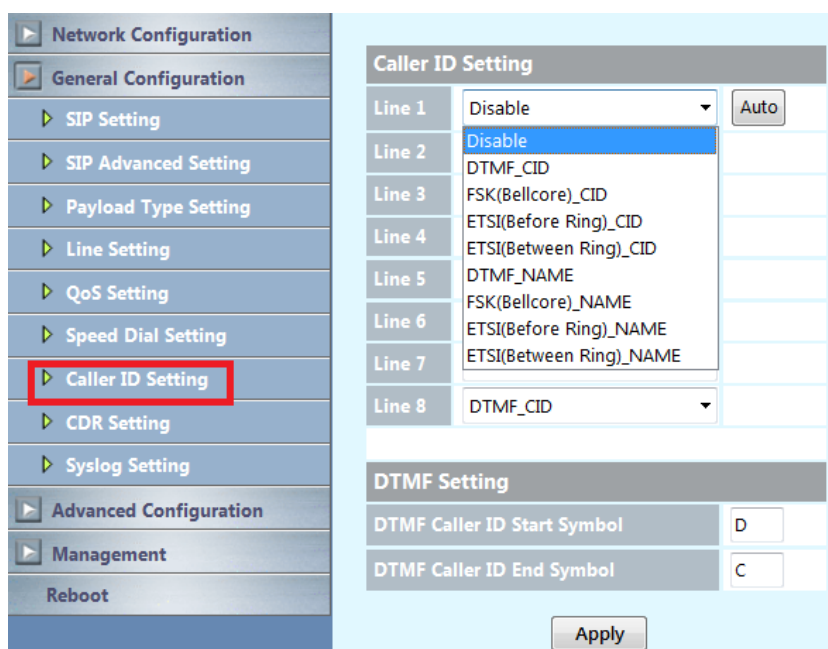 Network Configuration
General Configuration
SIP Setting
SIP Advanced Setting
Payload Type Setting
Line Setting
QoS Setting
Speed Dial Setting
Caller ID Setting
CDR Setting
Syslog Setting
Advanced Configuration
Management
Reboot
Caller ID Setting
Line 1 Disable Auto
Line 2
Line 3
Line 4
Line 5
Line 6
Line 7
Line 8 DTMF_CID
Disable
DTMF_CID
FSK(Bellcore)_CID
ETSI(Before Ring)_CID
ETSI(Between Ring)_CID
DTMF_NAME
FSK(Bellcore)_NAME
ETSI(Before Ring)_NAME
ETSI(Between Ring)_NAME
DTMF Setting
DTMF Caller ID Start Symbol D
DTMF Caller ID End Symbol C
Apply